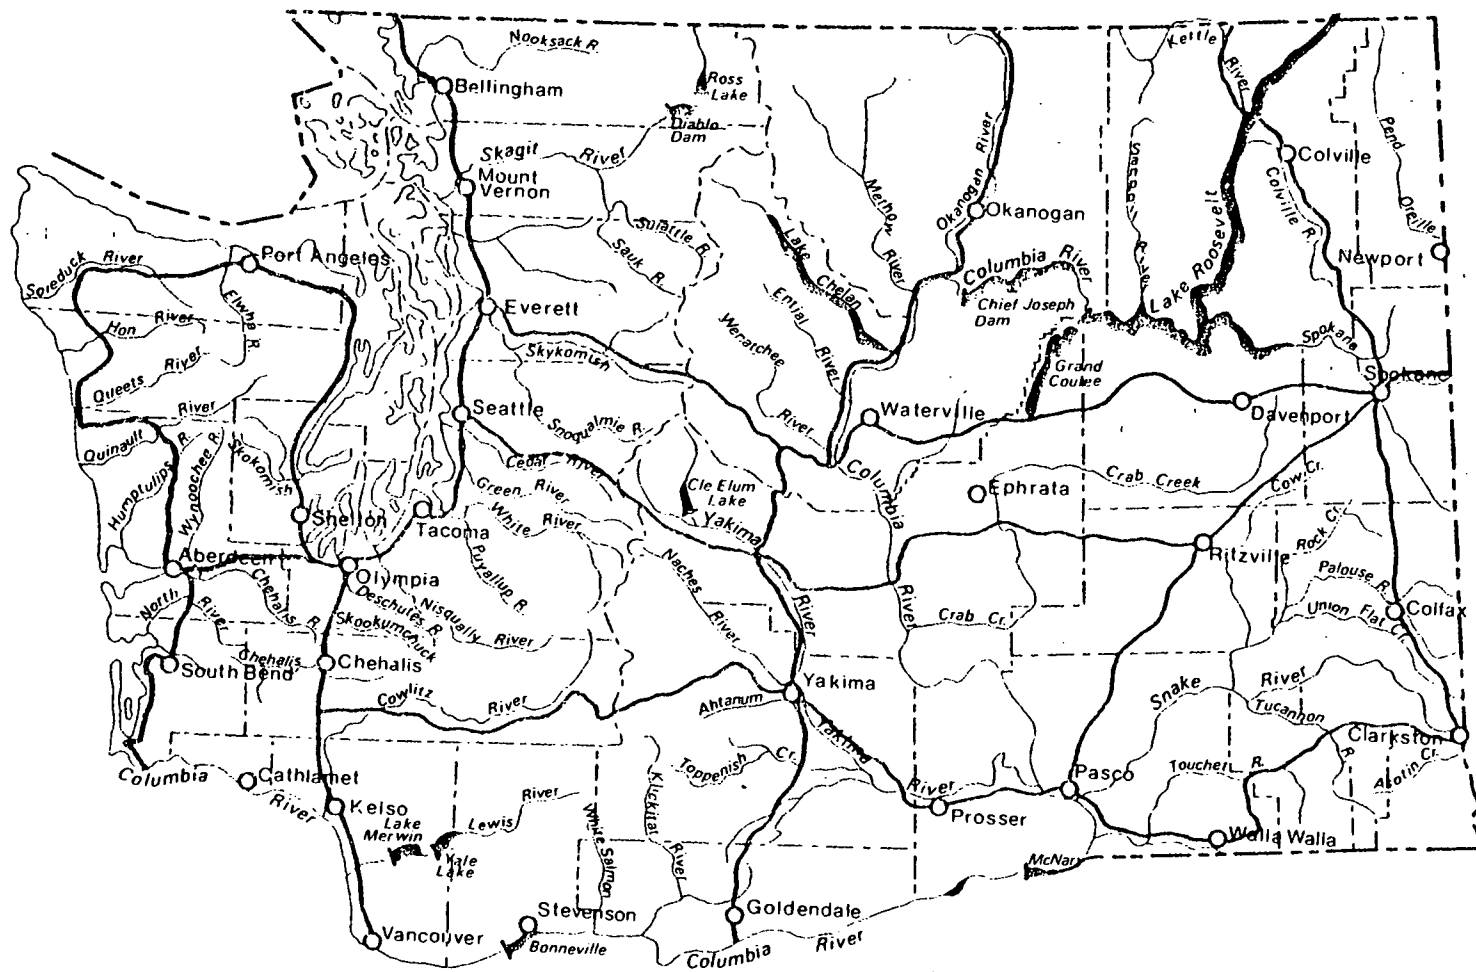 Nooksack R.
Bellingham
Ross
Lake
Diablo
Dam
Skagit
River
Mount
Vernon
Kettle
River
Pend
Oreille
Colville
Colville R.
Sanpoil R.
Lake Roosevelt
Methow
River
Okanogan River
Okanogan
Newport
Port Angeles
Soleduck River
Elwha R.
Suiattle R.
Sauk R.
Lake
Chelan
Columbia River
Chief Joseph
Dam
Hoh River
Everett
Skykomish
Entiat
River
Wenatchee
River
Spokane
Spokane
Grand
Coulee
Queets River
River
Quinault
Seattle
Snoqualmie R.
Waterville
Davenport
Humptulips R.
Wynoochee R.
Skokomish
Cedar River
Green River
White River
Cle Elum
Lake
Yakima
River
Columbia
River
Ephrata
Crab Creek
Cow Cr.
Shelton
Tacoma
Puyallup R.
Naches
River
Ritzville
Rock Cr.
Aberdeen
Olympia
Deschutes R.
Nisqually River
Skookumchuck
Chehalis R.
Palouse R.
Colfax
Union Flat Cr.
Crab Cr.
North
River
South Bend
Chehalis
Chehalis
Cowlitz
River
Ahtanum
Yakima
Yakima
River
Snake
River
Tucannon
R.
Clarkston
Asotin Cr.
Toppenish
Cr.
Pasco
Touchet R.
Prosser
Walla Walla
Columbia
River
Cathlamet
Kelso
Lake
Merwin
Lewis
River
Yale
Lake
White Salmon
Klickitat
River
McNary
Vancouver
Stevenson
Bonneville
Goldendale
Columbia
River